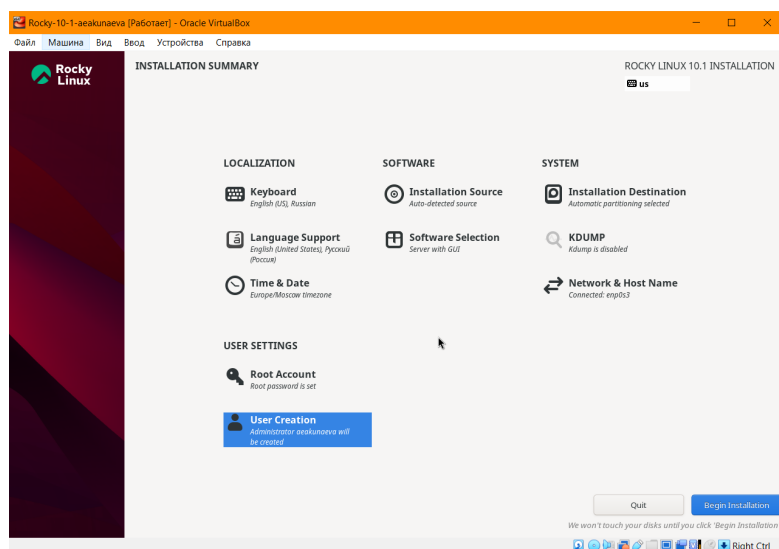 Rocky-10-1-aeakunaeva [Работает] - Oracle VirtualBox
Файл Машина Вид Ввод Устройства Справка
Rocky
Linux
INSTALLATION SUMMARY
ROCKY LINUX 10.1 INSTALLATION
us
LOCALIZATION
SOFTWARE
SYSTEM
Keyboard
English (US), Russian
Installation Source
Auto-detected source
Installation Destination
Automatic partitioning selected
Language Support
English (United States), Русский
(Россия)
Software Selection
Server with GUI
KDUMP
Kdump is disabled
Time & Date
Europe/Moscow timezone
Network & Host Name
Connected: enp0s3
USER SETTINGS
Root Account
Root password is set
User Creation
Administrator aeakunaeva will
be created
Quit
Begin Installation
We won't touch your disks until you click 'Begin Installation
Right Ctrl